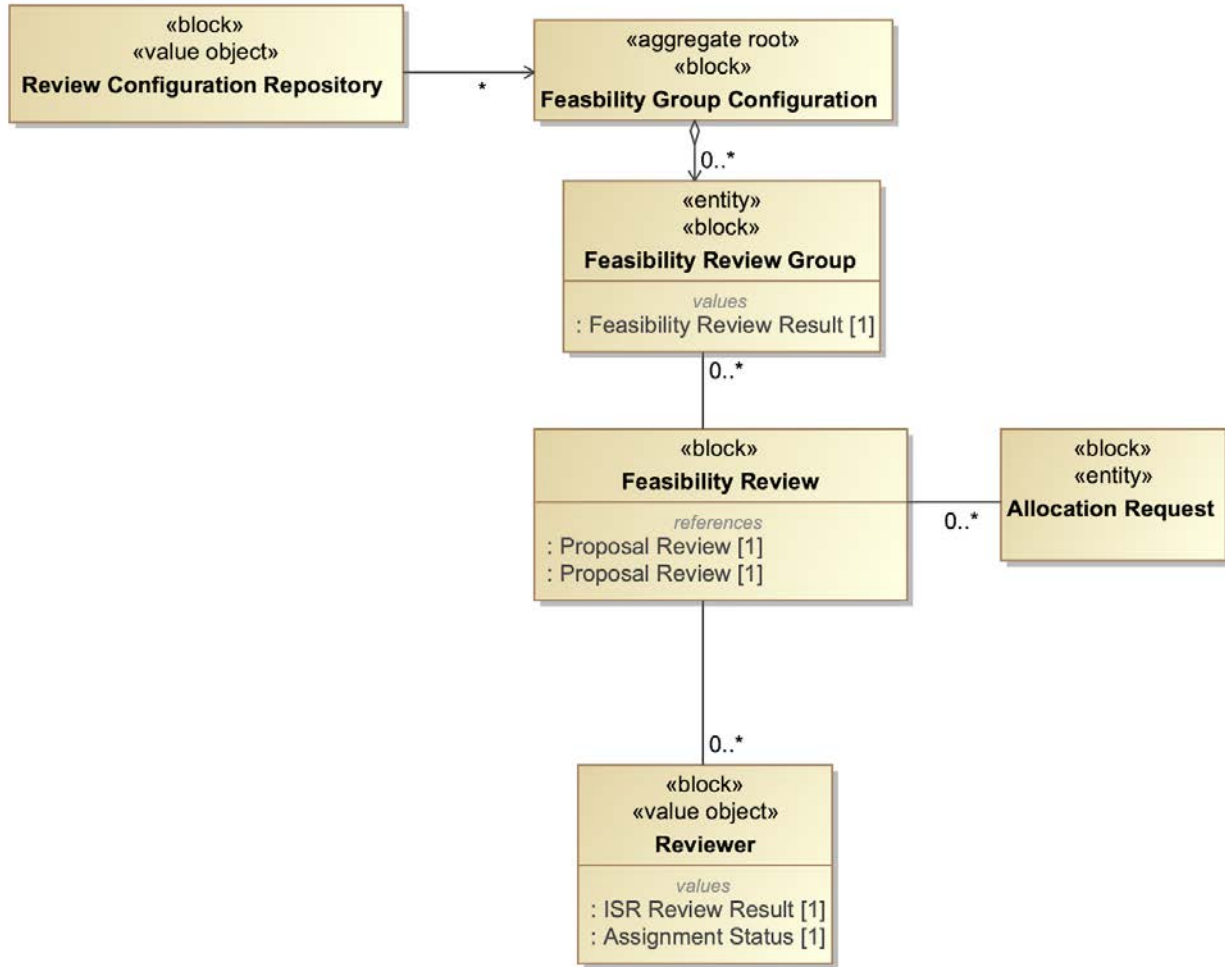 «block»
«value object»
Review Configuration Repository
*
«aggregate root»
«block»
Feasbility Group Configuration
0..*
«entity»
«block»
Feasibility Review Group
values
: Feasibility Review Result [1]
0..*
«block»
Feasibility Review
references
: Proposal Review [1]
: Proposal Review [1]
0..*
«block»
«entity»
Allocation Request
0..*
«block»
«value object»
Reviewer
values
: ISR Review Result [1]
: Assignment Status [1]